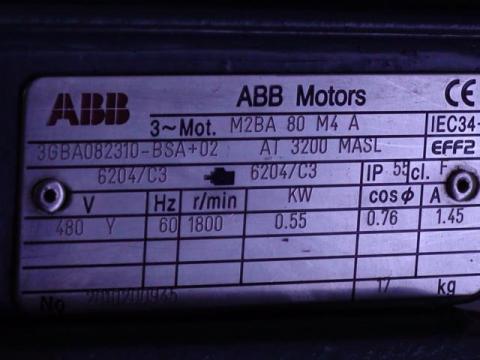 ABB ABB Motors CE
3~Mot. M2BA 80 M4 A IEC34-
3GBA082310-BSA+02 AT 3200 MASL EFF2
6204/C3 6204/C3 IP 55 cl. F
V Hz r/min KW cosϕ A
480 Y 60 1800 0.55 0.76 1.45
No 17 kg